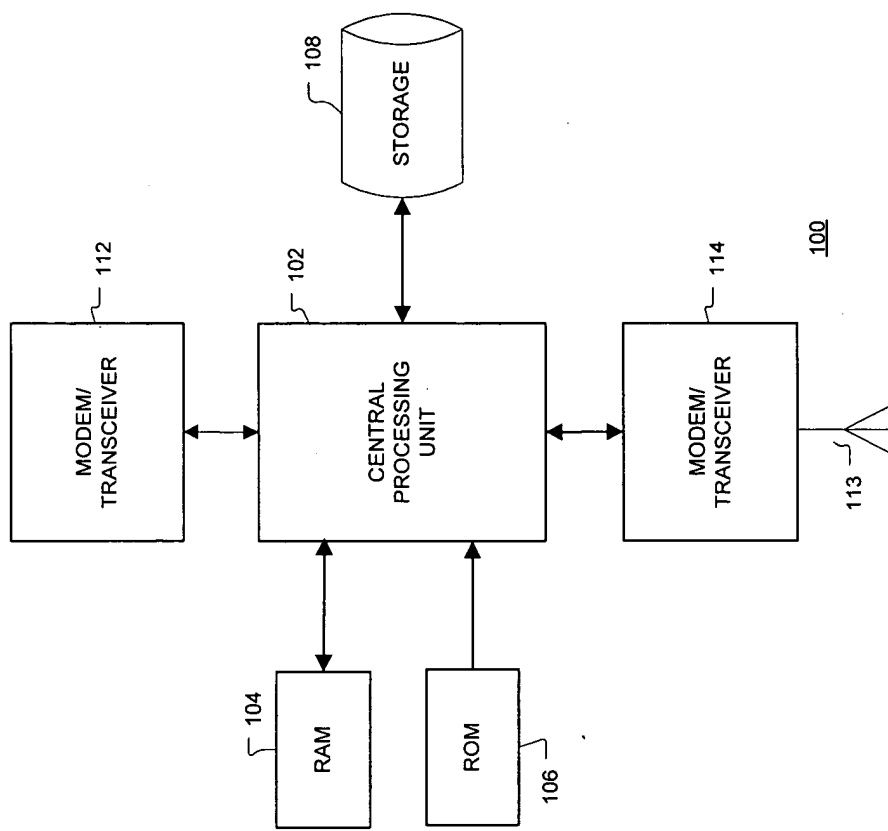 MODEM/
TRANSCEIVER
112
104
RAM
102
CENTRAL
PROCESSING
UNIT
108
STORAGE
ROM
106
114
MODEM/
TRANSCEIVER
100
113